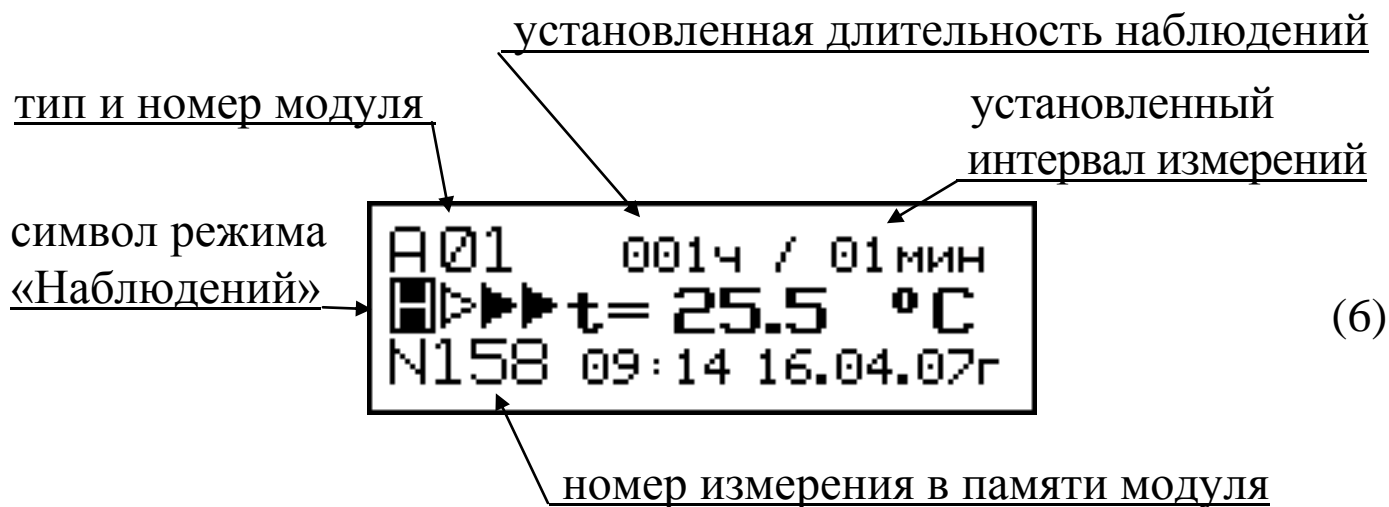 установленная длительность наблюдений
тип и номер модуля
установленный
интервал измерений
символ режима
«Наблюдений»
A01 001ч / 01мин
Н t= 25.5 °C
N158 09:14 16.04.07г
(6)
номер измерения в памяти модуля